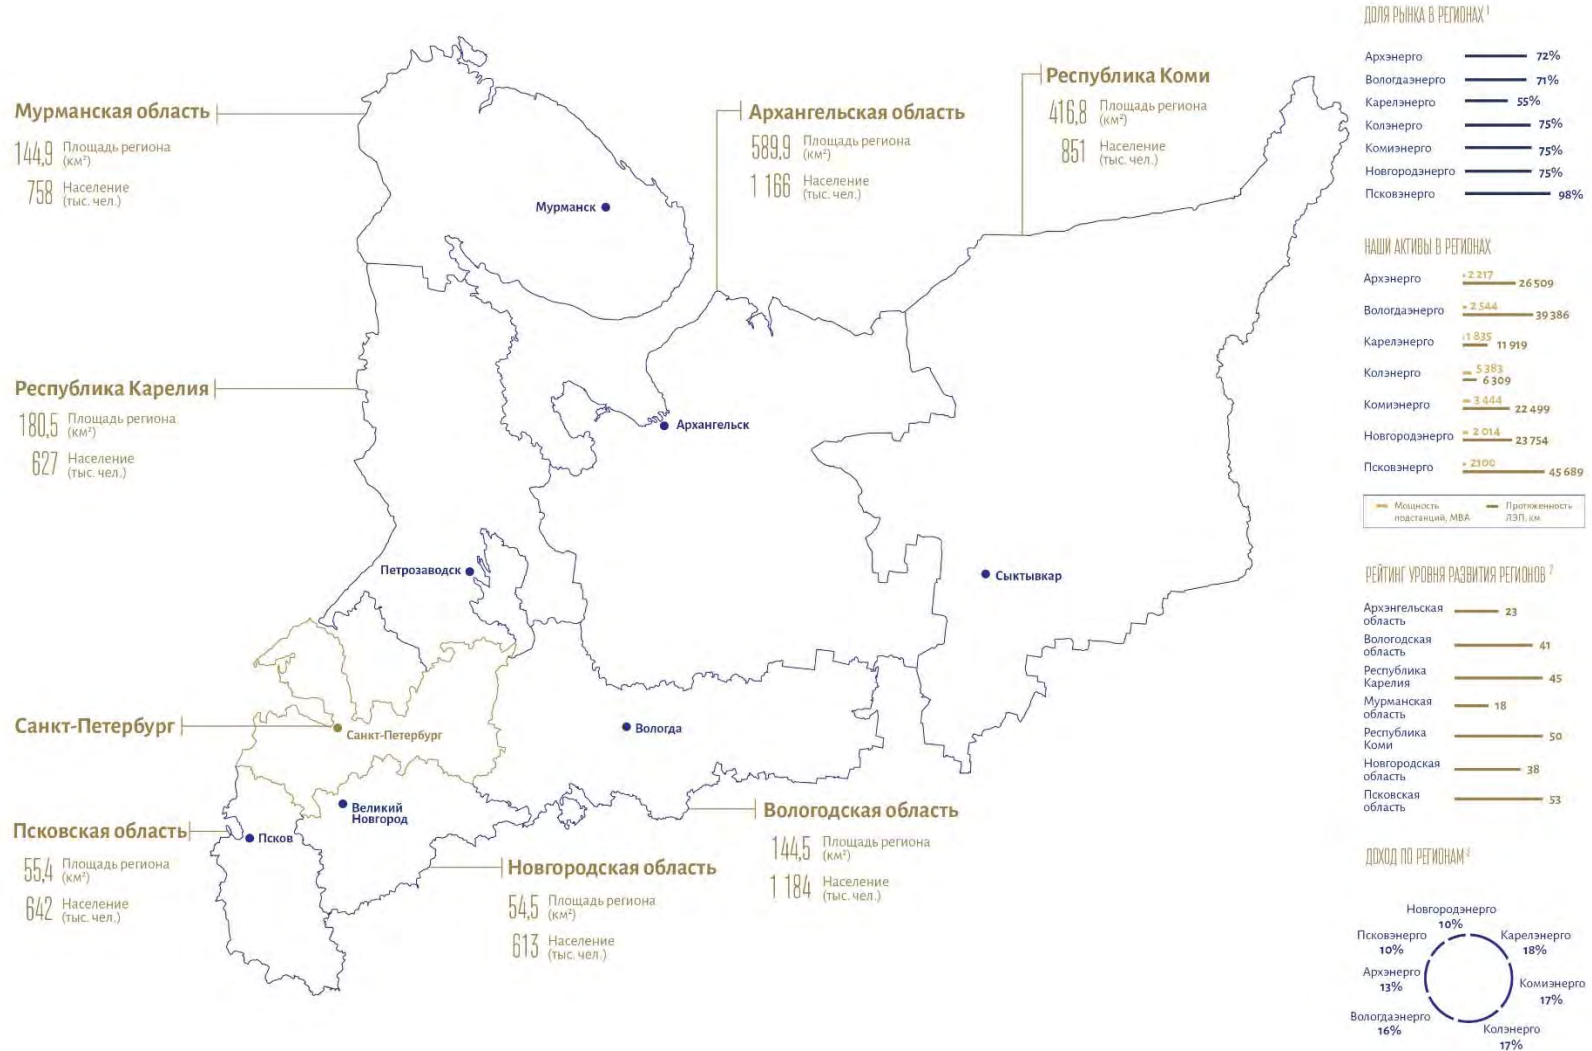 Мурманская область
144,9 Площадь региона
(км²)
758 Население
(тыс. чел.)
Мурманск
Архангельская область
589,9 Площадь региона
(км²)
1 166 Население
(тыс. чел.)
Республика Коми
416,8 Площадь региона
(км²)
851 Население
(тыс. чел.)
Республика Карелия
180,5 Площадь региона
(км²)
627 Население
(тыс. чел.)
Архангельск
Петрозаводск
Сыктывкар
Санкт-Петербург
Санкт-Петербург
Вологда
Великий
Новгород
Псков
Псковская область
55,4 Площадь региона
(км²)
642 Население
(тыс. чел.)
Новгородская область
54,5 Площадь региона
(км²)
613 Население
(тыс. чел.)
Вологодская область
144,5 Площадь региона
(км²)
1 184 Население
(тыс. чел.)
ДОЛЯ РЫНКА В РЕГИОНАХ 1
Архэнерго 72%
Вологдаэнерго 71%
Карелэнерго 55%
Колэнерго 75%
Комиэнерго 75%
Новгородэнерго 75%
Псковэнерго 98%
НАШИ АКТИВЫ В РЕГИОНАХ
Архэнерго 2 217
26 509
Вологдаэнерго 2 544
39 386
Карелэнерго 1 835
11 919
Колэнерго 5 383
6 309
Комиэнерго 3 444
22 499
Новгородэнерго 2 014
23 754
Псковэнерго 2100
45 689
Мощность
подстанций, МВА
Протяженность
ЛЭП, км
РЕЙТИНГ УРОВНЯ РАЗВИТИЯ РЕГИОНОВ 2
Архэнгельская
область 23
Вологодская
область 41
Республика
Карелия 45
Мурманская
область 18
Республика
Коми 50
Новгородская
область 38
Псковская
область 53
ДОХОД ПО РЕГИОНАМ
Новгородэнерго
10%
Псковэнерго
10%
Карелэнерго
18%
Архэнерго
13%
Комиэнерго
17%
Вологдаэнерго
16%
Колэнерго
17%